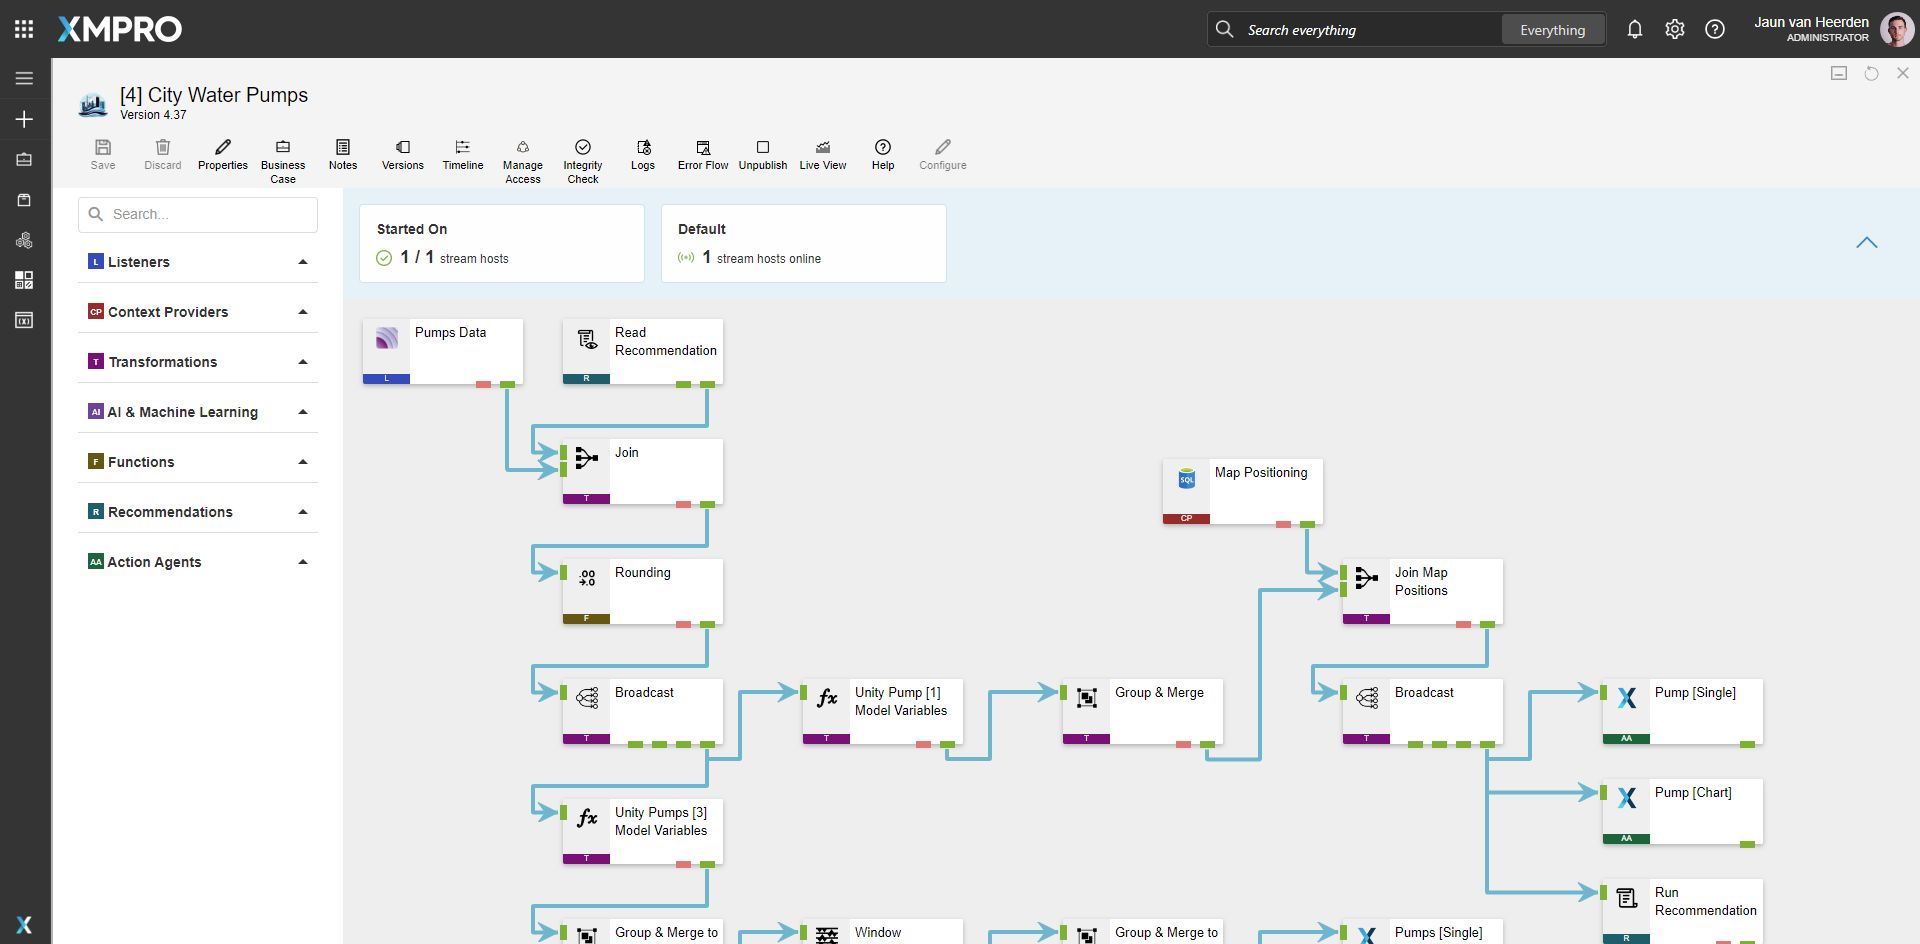 XMPRO
Search everything
Everything
Jaun van Heerden
ADMINISTRATOR
[4] City Water Pumps
Version 4.37
Save
Discard
Properties
Business
Case
Notes
Versions
Timeline
Manage
Access
Integrity
Check
Logs
Error Flow
Unpublish
Live View
Help
Configure
Search...
L Listeners
CP Context Providers
T Transformations
AI AI & Machine Learning
F Functions
R Recommendations
AA Action Agents
Started On
1 / 1 stream hosts
Default
1 stream hosts online
Pumps Data
L
Read
Recommendation
R
Join
T
Map Positioning
SQL
CP
.00
.0
Rounding
F
Join Map
Positions
T
Broadcast
T
fx
Unity Pump [1]
Model Variables
T
Group & Merge
T
Broadcast
T
X
Pump [Single]
AA
fx
Unity Pumps [3]
Model Variables
T
X
Pump [Chart]
AA
Run
Recommendation
R
Group & Merge to
Window
Group & Merge to
X
Pumps [Single]
X